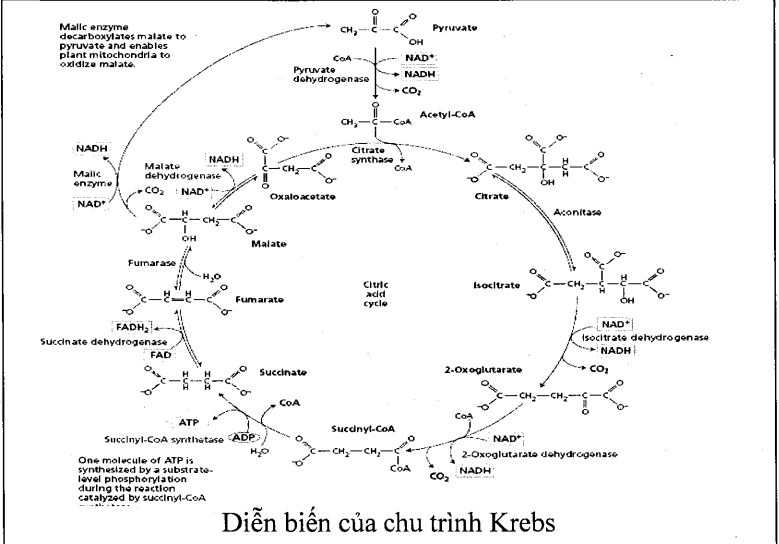 Malic enzyme
decarboxylates malate to
pyruvate and enables
plant mitochondria to
oxidize malate.
Pyruvate
CoA
NAD⁺
NADH
CO₂
Pyruvate
dehydrogenase
Acetyl-CoA
CH₃—C—CoA
Citrate
synthase
CoA
Citrate
Aconitase
Isocitrate
NAD⁺
Isocitrate dehydrogenase
NADH
CO₂
2-Oxoglutarate
CoA
NAD⁺
2-Oxoglutarate dehydrogenase
NADH
CO₂
Succinyl-CoA
CoA
H₂O
ADP
ATP
Succinyl-CoA synthetase
Succinate
FAD
Succinate dehydrogenase
FADH₂
Fumarate
H₂O
Fumarase
Malate
NAD⁺
Malate
dehydrogenase
NADH
Oxaloacetate
CO₂
NAD⁺
Malic
enzyme
NADH
Citric
acid
cycle
One molecule of ATP is
synthesized by a substrate-
level phosphorylation
during the reaction
catalyzed by succinyl-CoA
Diễn biến của chu trình Krebs